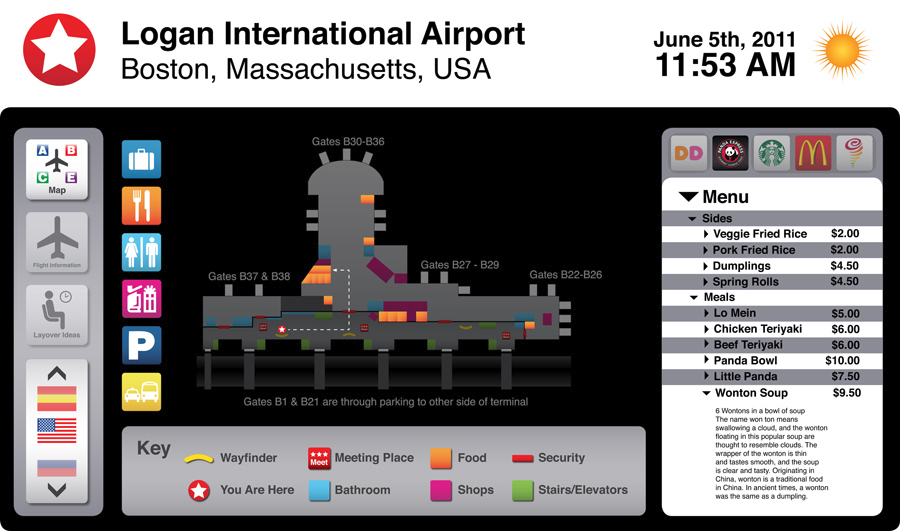 Logan International Airport
Boston, Massachusetts, USA
June 5th, 2011
11:53 AM
A B
C E
Map
Flight Information
Layover Ideas
P
Gates B30-B36
Gates B37 & B38
Gates B27 - B29
Gates B22-B26
Gates B1 & B21 are through parking to other side of terminal
Key
Wayfinder
Meet
Meeting Place
Food
Security
You Are Here
Bathroom
Shops
Stairs/Elevators
DD
PANDA EXPRESS
M
Menu
Sides
Veggie Fried Rice $2.00
Pork Fried Rice $2.00
Dumplings $4.50
Spring Rolls $4.50
Meals
Lo Mein $5.00
Chicken Teriyaki $6.00
Beef Teriyaki $6.00
Panda Bowl $10.00
Little Panda $7.50
Wonton Soup $9.50
6 Wontons in a bowl of soup
The name won ton means
swallowing a cloud, and the wonton
floating in this popular soup are
thought to resemble clouds. The
wrapper of the wonton is thin
and tastes smooth, and the soup
is clear and tasty. Originating in
China, wonton is a traditional food
in China. In ancient times, a wonton
was the same as a dumpling.